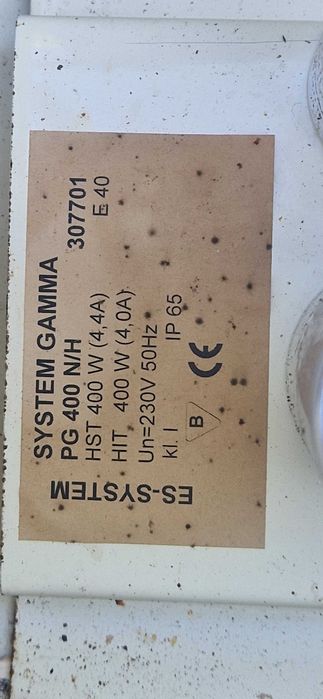 SYSTEM GAMMA
PG 400 N/H 307701
HST 400 W (4,4A) E 40
HIT 400 W (4,0A)
Un=230V 50Hz
kl. I IP 65
B CE
ES-SYSTEM